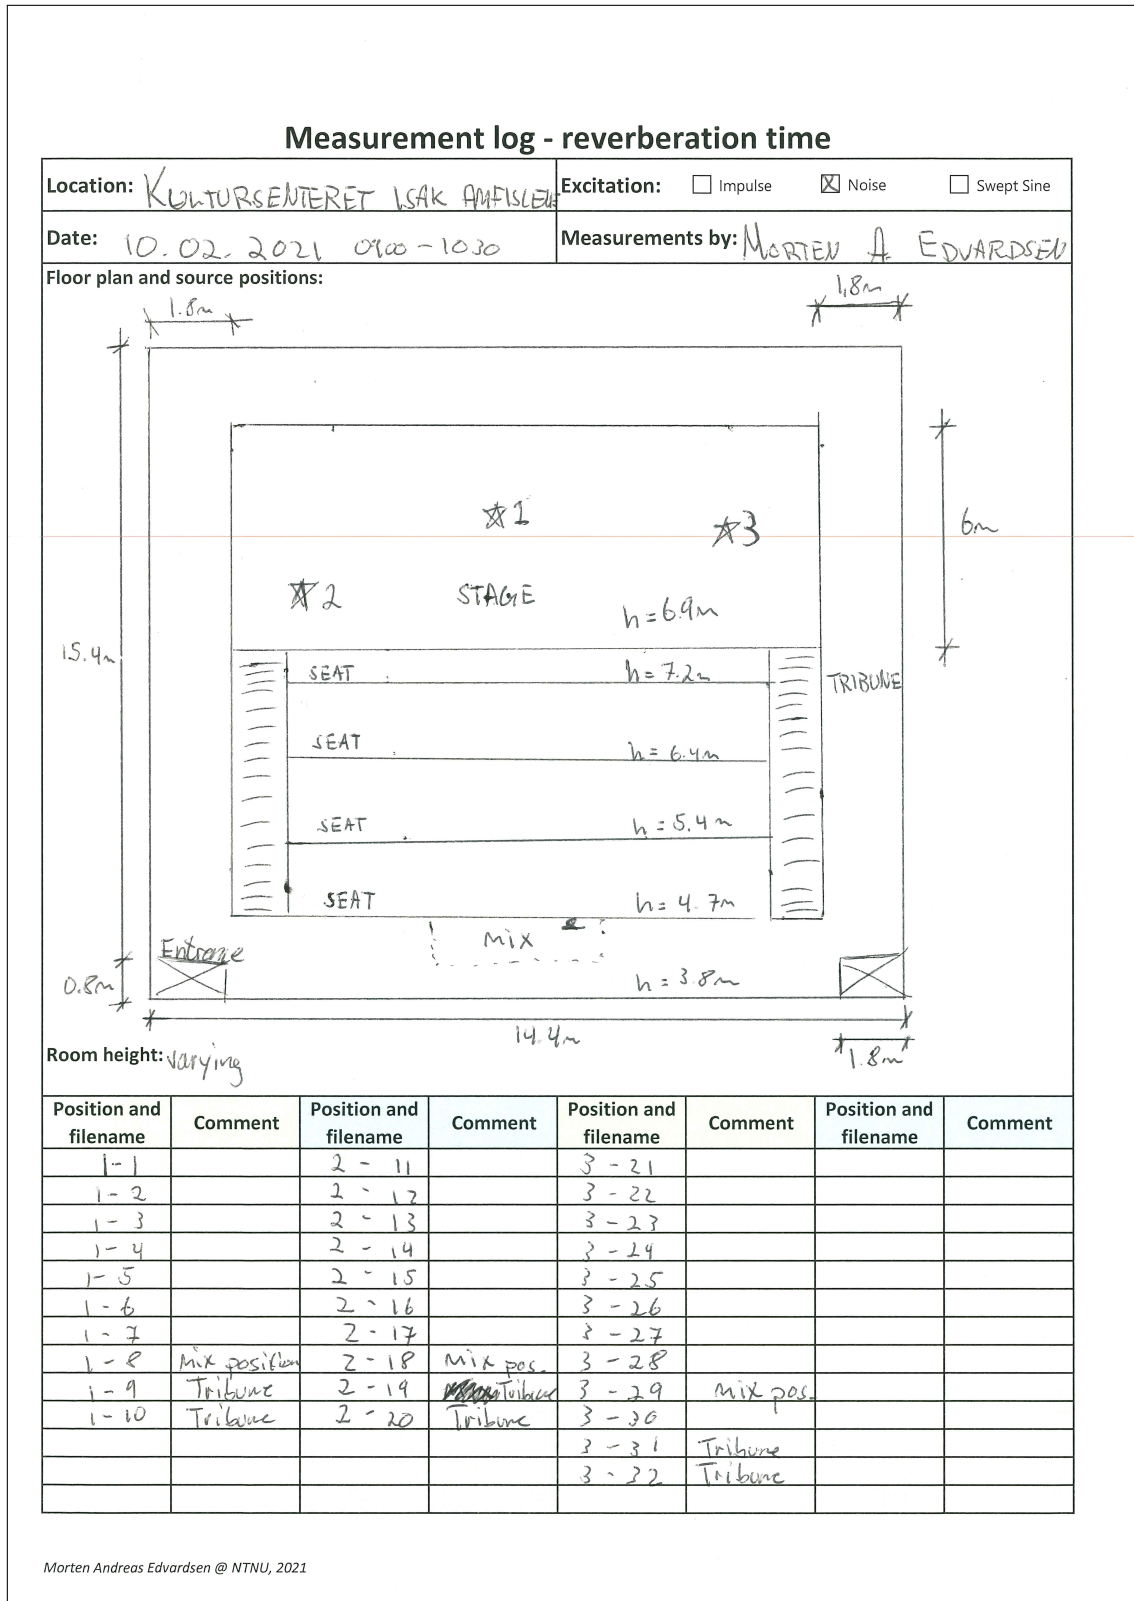 Measurement log - reverberation time
Location: KULTURSENTERET ISAK AMFISCENE Excitation: Impulse ☒ Noise Swept Sine
Date: 10.02.2021 0900-1030 Measurements by: MORTEN A. EDVARDSEN
Floor plan and source positions:
1.8m 1,8m
1 3 6m
2 STAGE h=6.9m
15.4m
SEAT h=7.2m TRIBUNE
SEAT h=6.4m
SEAT h=5.4m
SEAT h=4.7m
MIX
Entrance
0.8m h=3.8m
14.4m
1.8m
Room height: varying
Position and filename Comment Position and filename Comment Position and filename Comment Position and filename Comment
1-1 2-11 3-21
1-2 2-12 3-22
1-3 2-13 3-23
1-4 2-14 3-24
1-5 2-15 3-25
1-6 2-16 3-26
1-7 2-17 3-27
1-8 Mix position 2-18 Mix pos. 3-28
1-9 Tribune 2-19 Tribune 3-29 Mix pos.
1-10 Tribune 2-20 Tribune 3-30
3-31 Tribune
3-32 Tribune
Morten Andreas Edvardsen @ NTNU, 2021